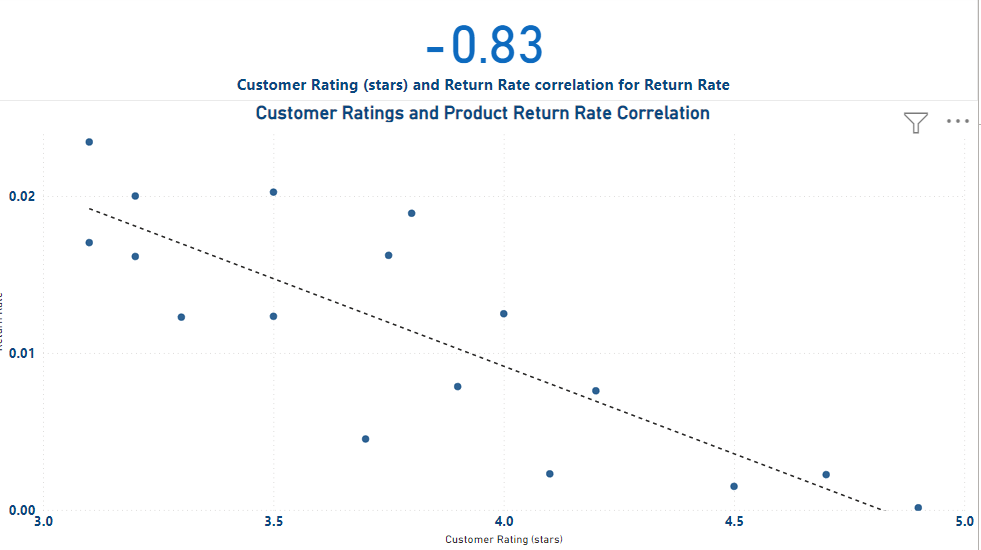 -0.83
Customer Rating (stars) and Return Rate correlation for Return Rate
Customer Ratings and Product Return Rate Correlation
0.02
0.01
0.00
3.0 3.5 4.0 4.5 5.0
Customer Rating (stars)